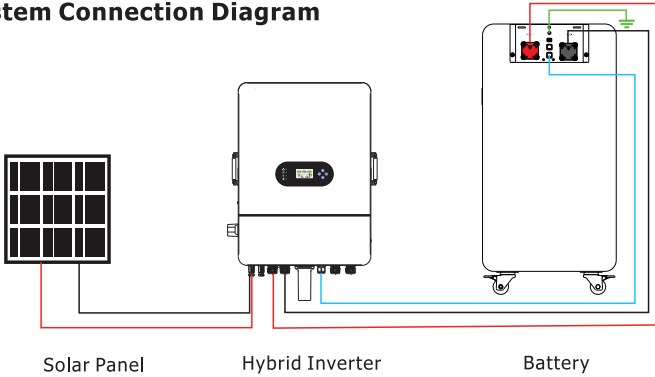 stem Connection Diagram
Solar Panel
Hybrid Inverter
Battery